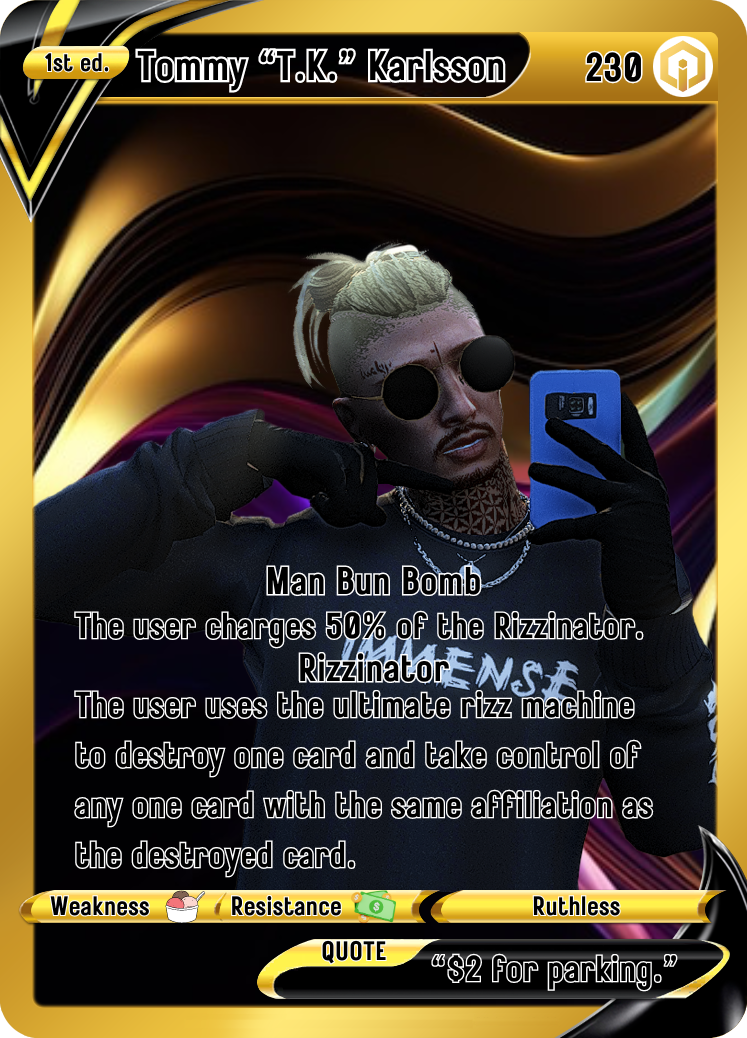 1st ed. Tommy “T.K.” Karlsson 230
lucky
Man Bun Bomb
The user charges 50% of the Rizzinator.
IMMENSE
Rizzinator
The user uses the ultimate rizz machine
to destroy one card and take control of
any one card with the same affiliation as
the destroyed card.
Weakness Resistance $ Ruthless
QUOTE
“$2 for parking.”